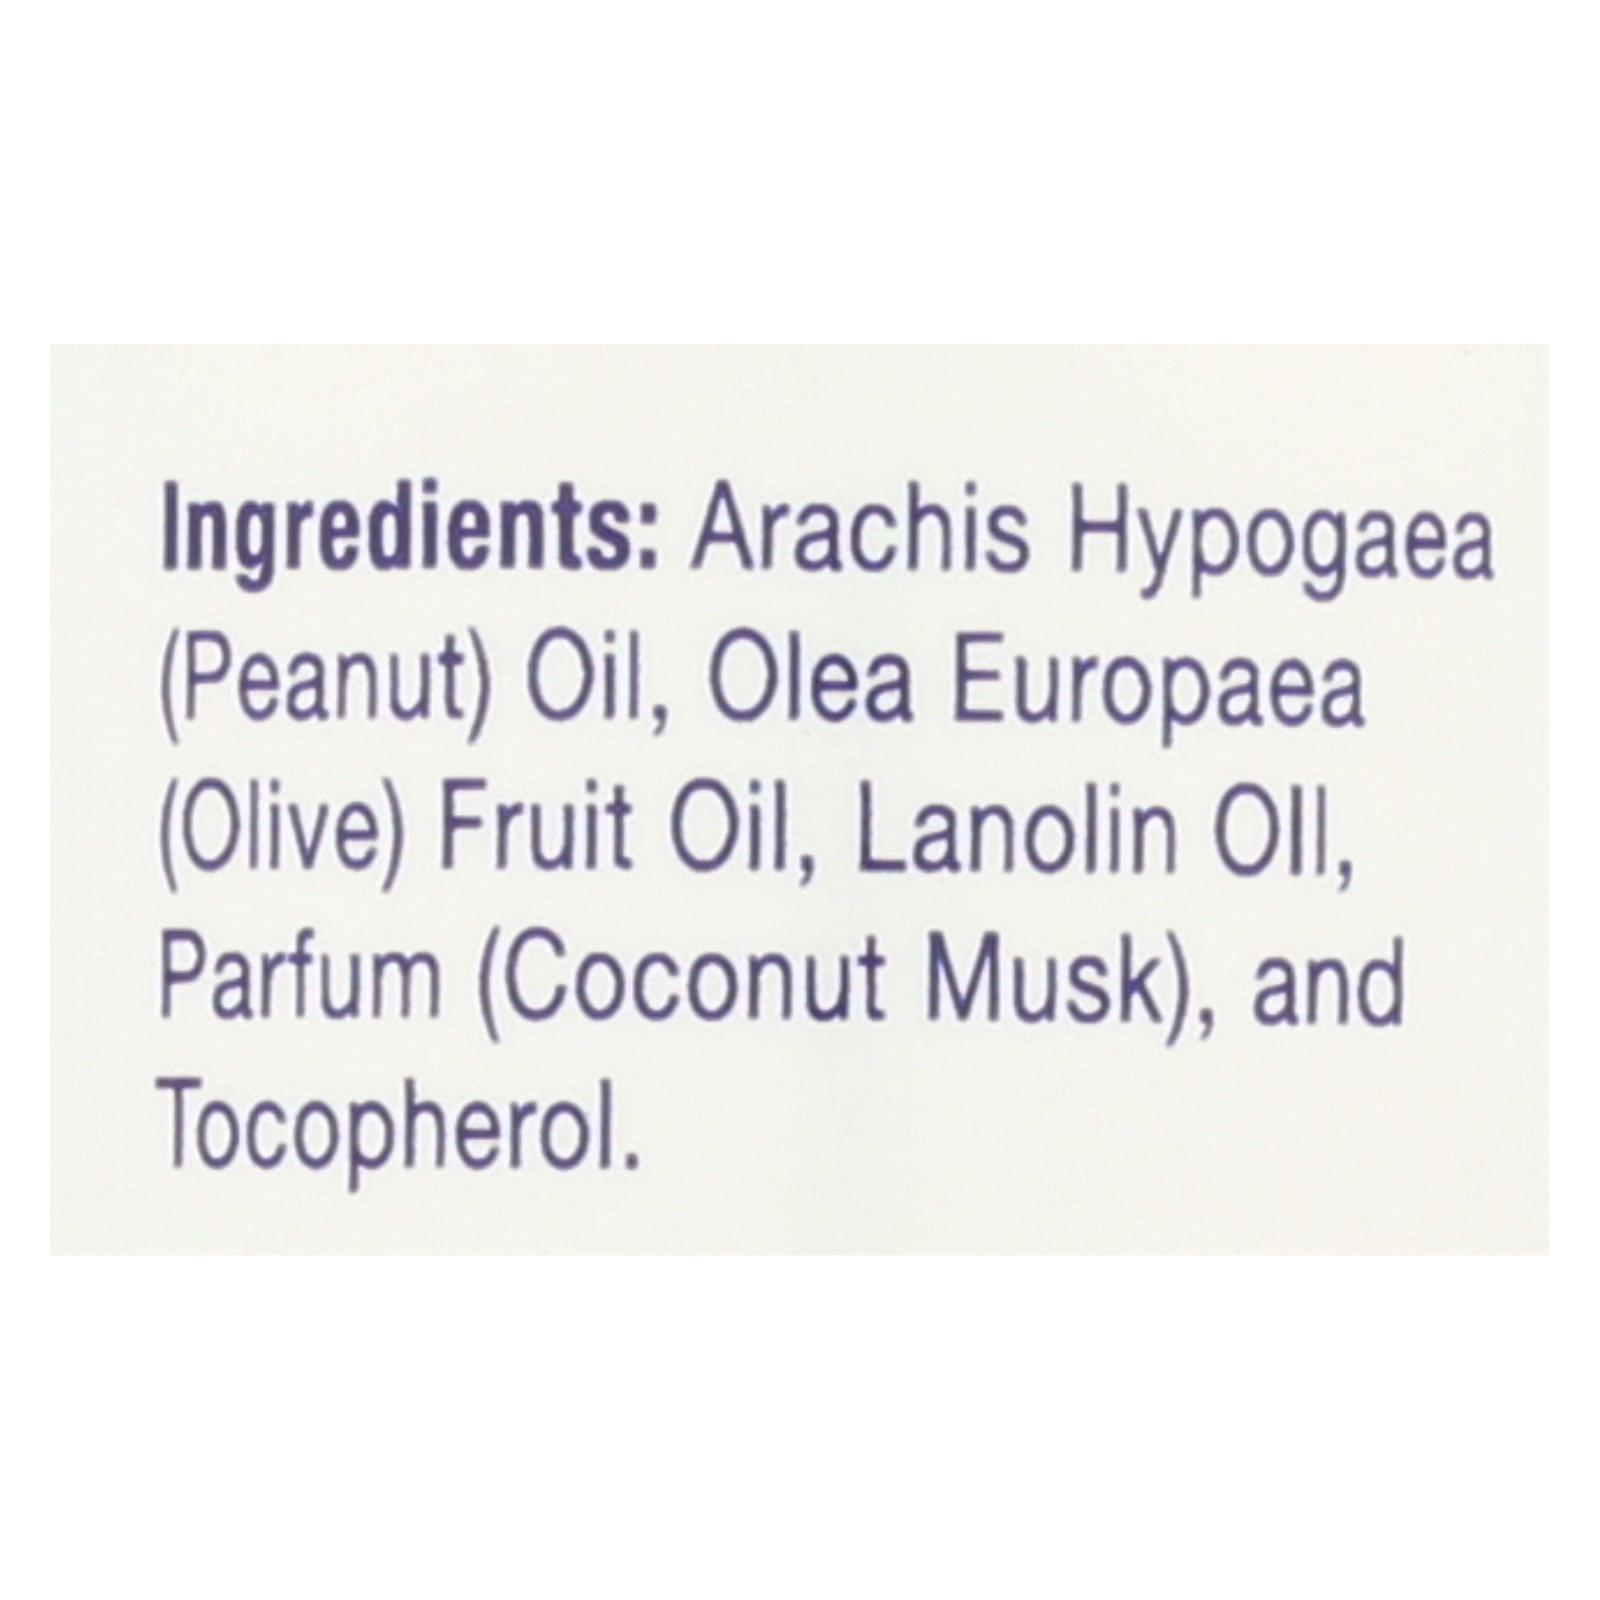 Ingredients: Arachis Hypogaea
(Peanut) Oil, Olea Europaea
(Olive) Fruit Oil, Lanolin OIl,
Parfum (Coconut Musk), and
Tocopherol.